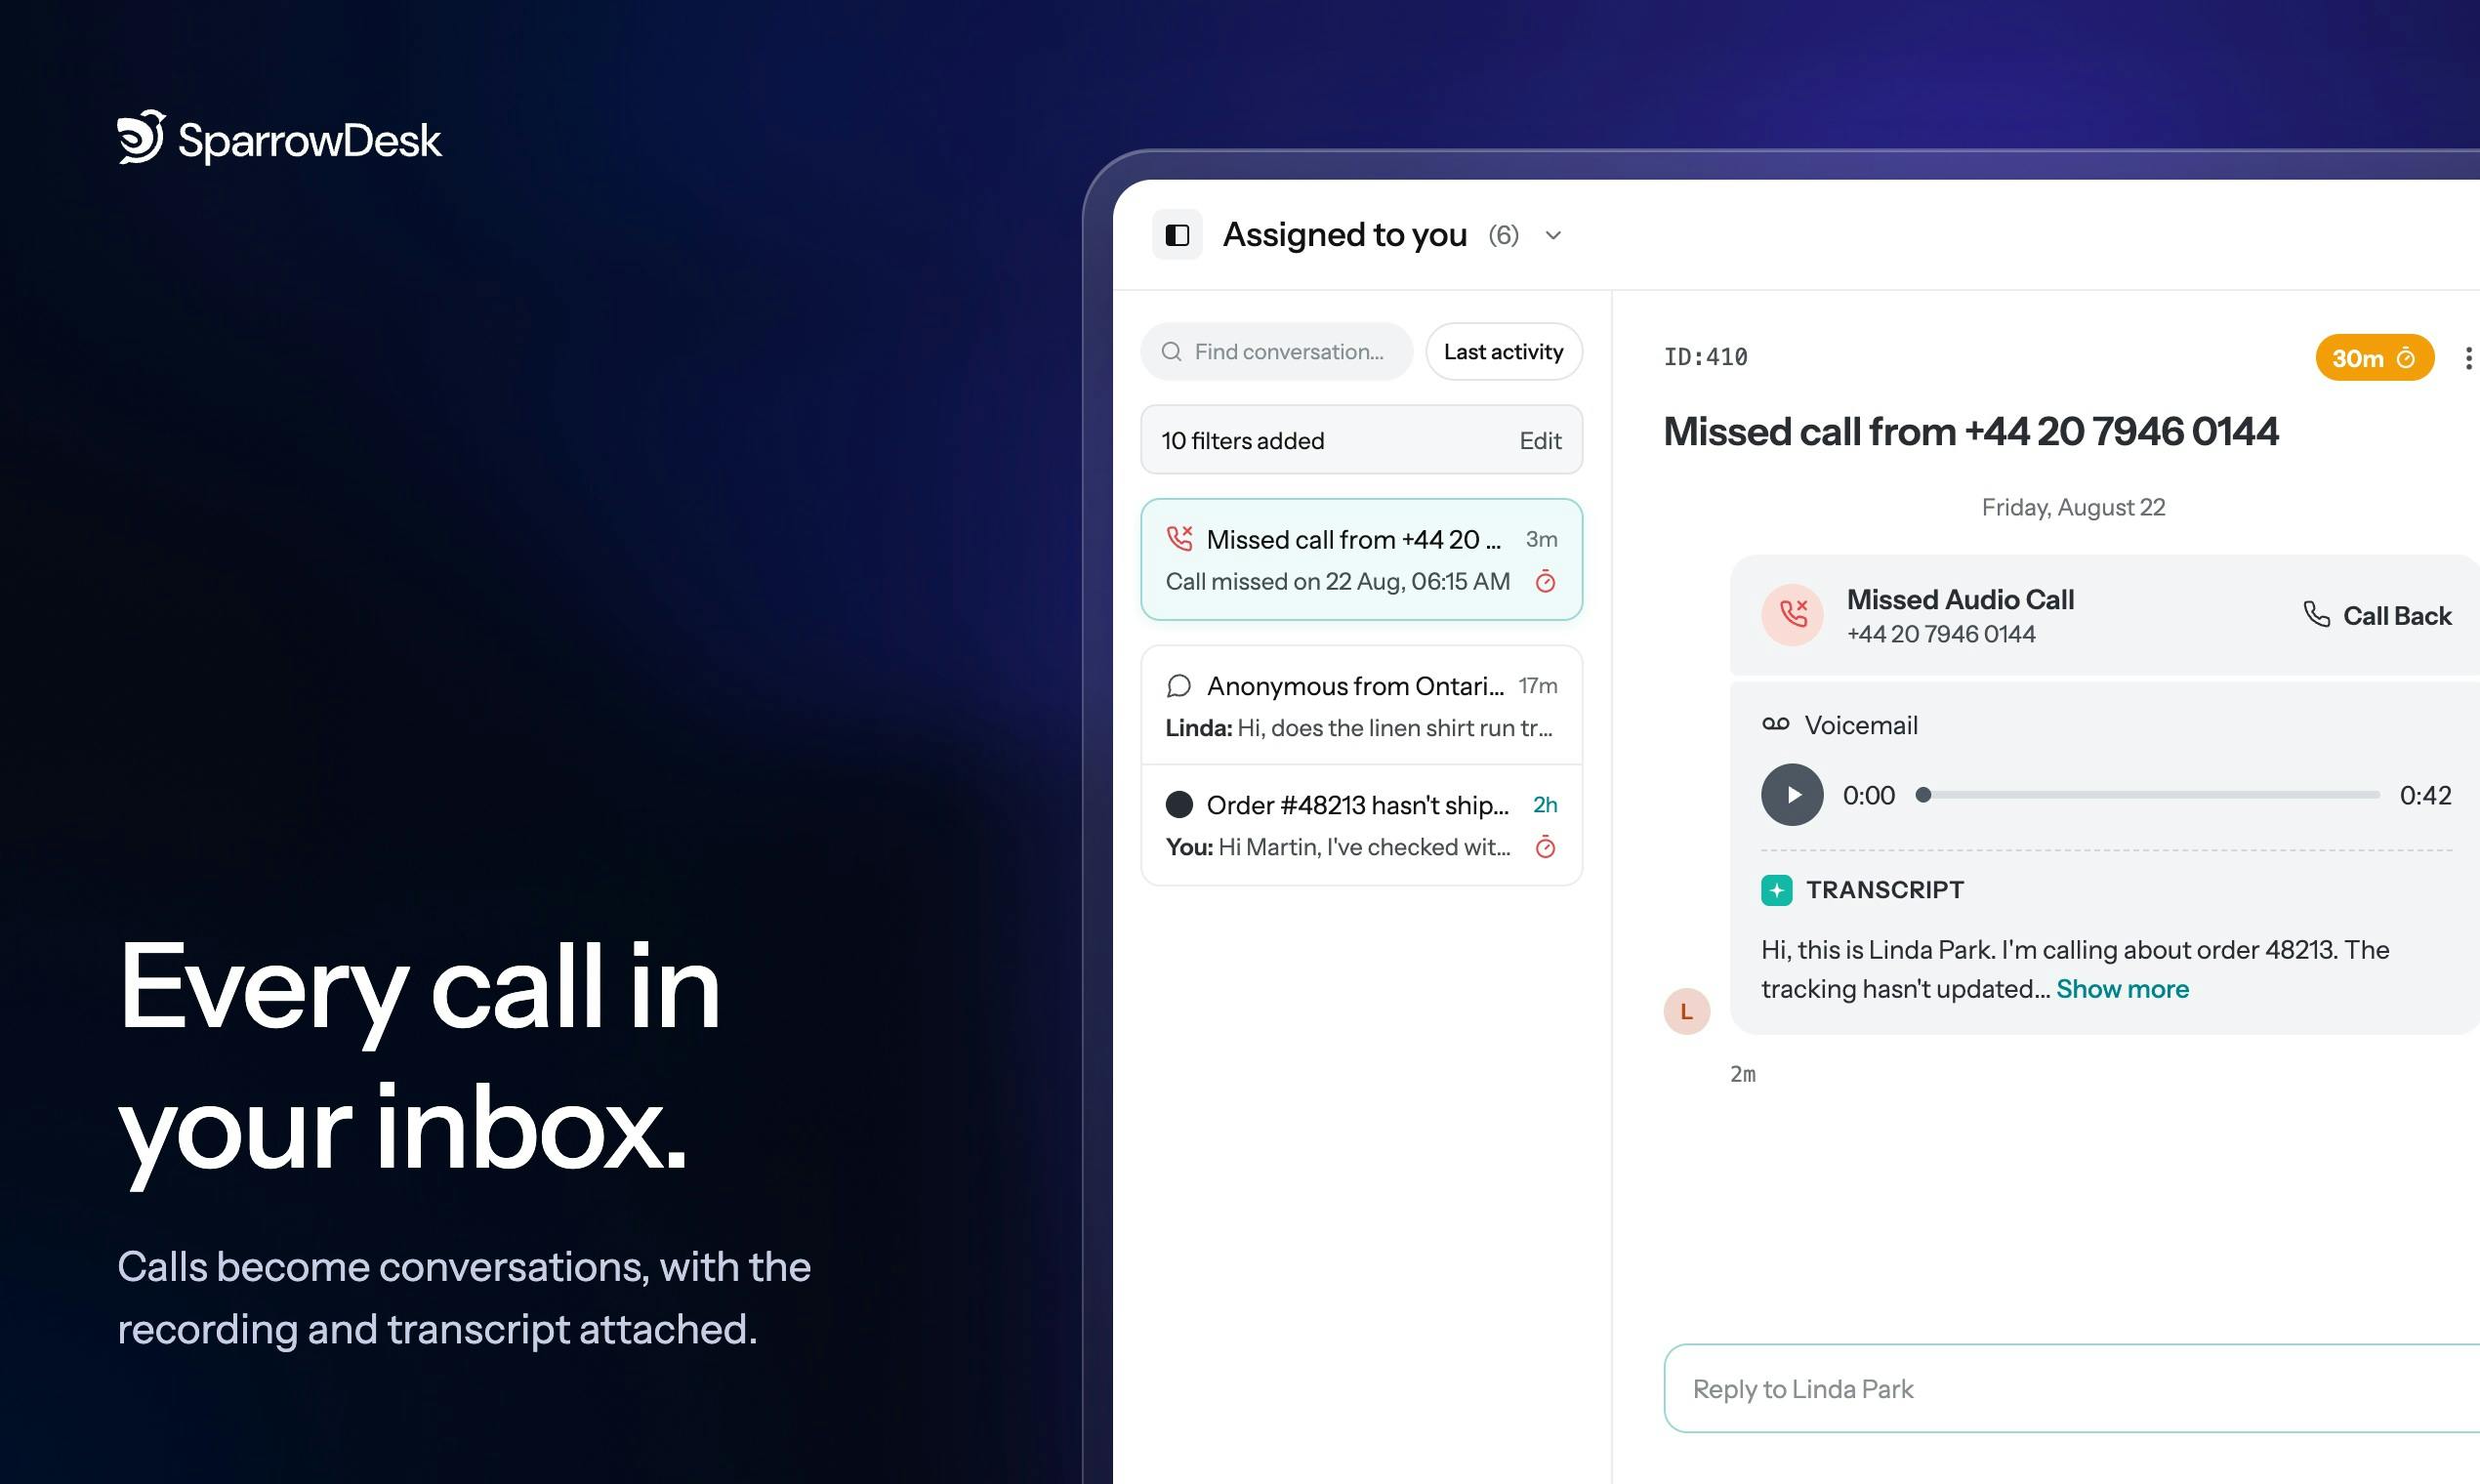 SparrowDesk
Every call in
your inbox.
Calls become conversations, with the
recording and transcript attached.
Assigned to you (6)
Find conversation...
Last activity
10 filters added
Edit
Missed call from +44 20 ...
3m
Call missed on 22 Aug, 06:15 AM
Anonymous from Ontari...
17m
Linda: Hi, does the linen shirt run tr...
Order #48213 hasn't ship...
2h
You: Hi Martin, I've checked wit...
ID:410
30m
Missed call from +44 20 7946 0144
Friday, August 22
Missed Audio Call
+44 20 7946 0144
Call Back
Voicemail
0:00
0:42
TRANSCRIPT
Hi, this is Linda Park. I'm calling about order 48213. The
tracking hasn't updated... Show more
L
2m
Reply to Linda Park